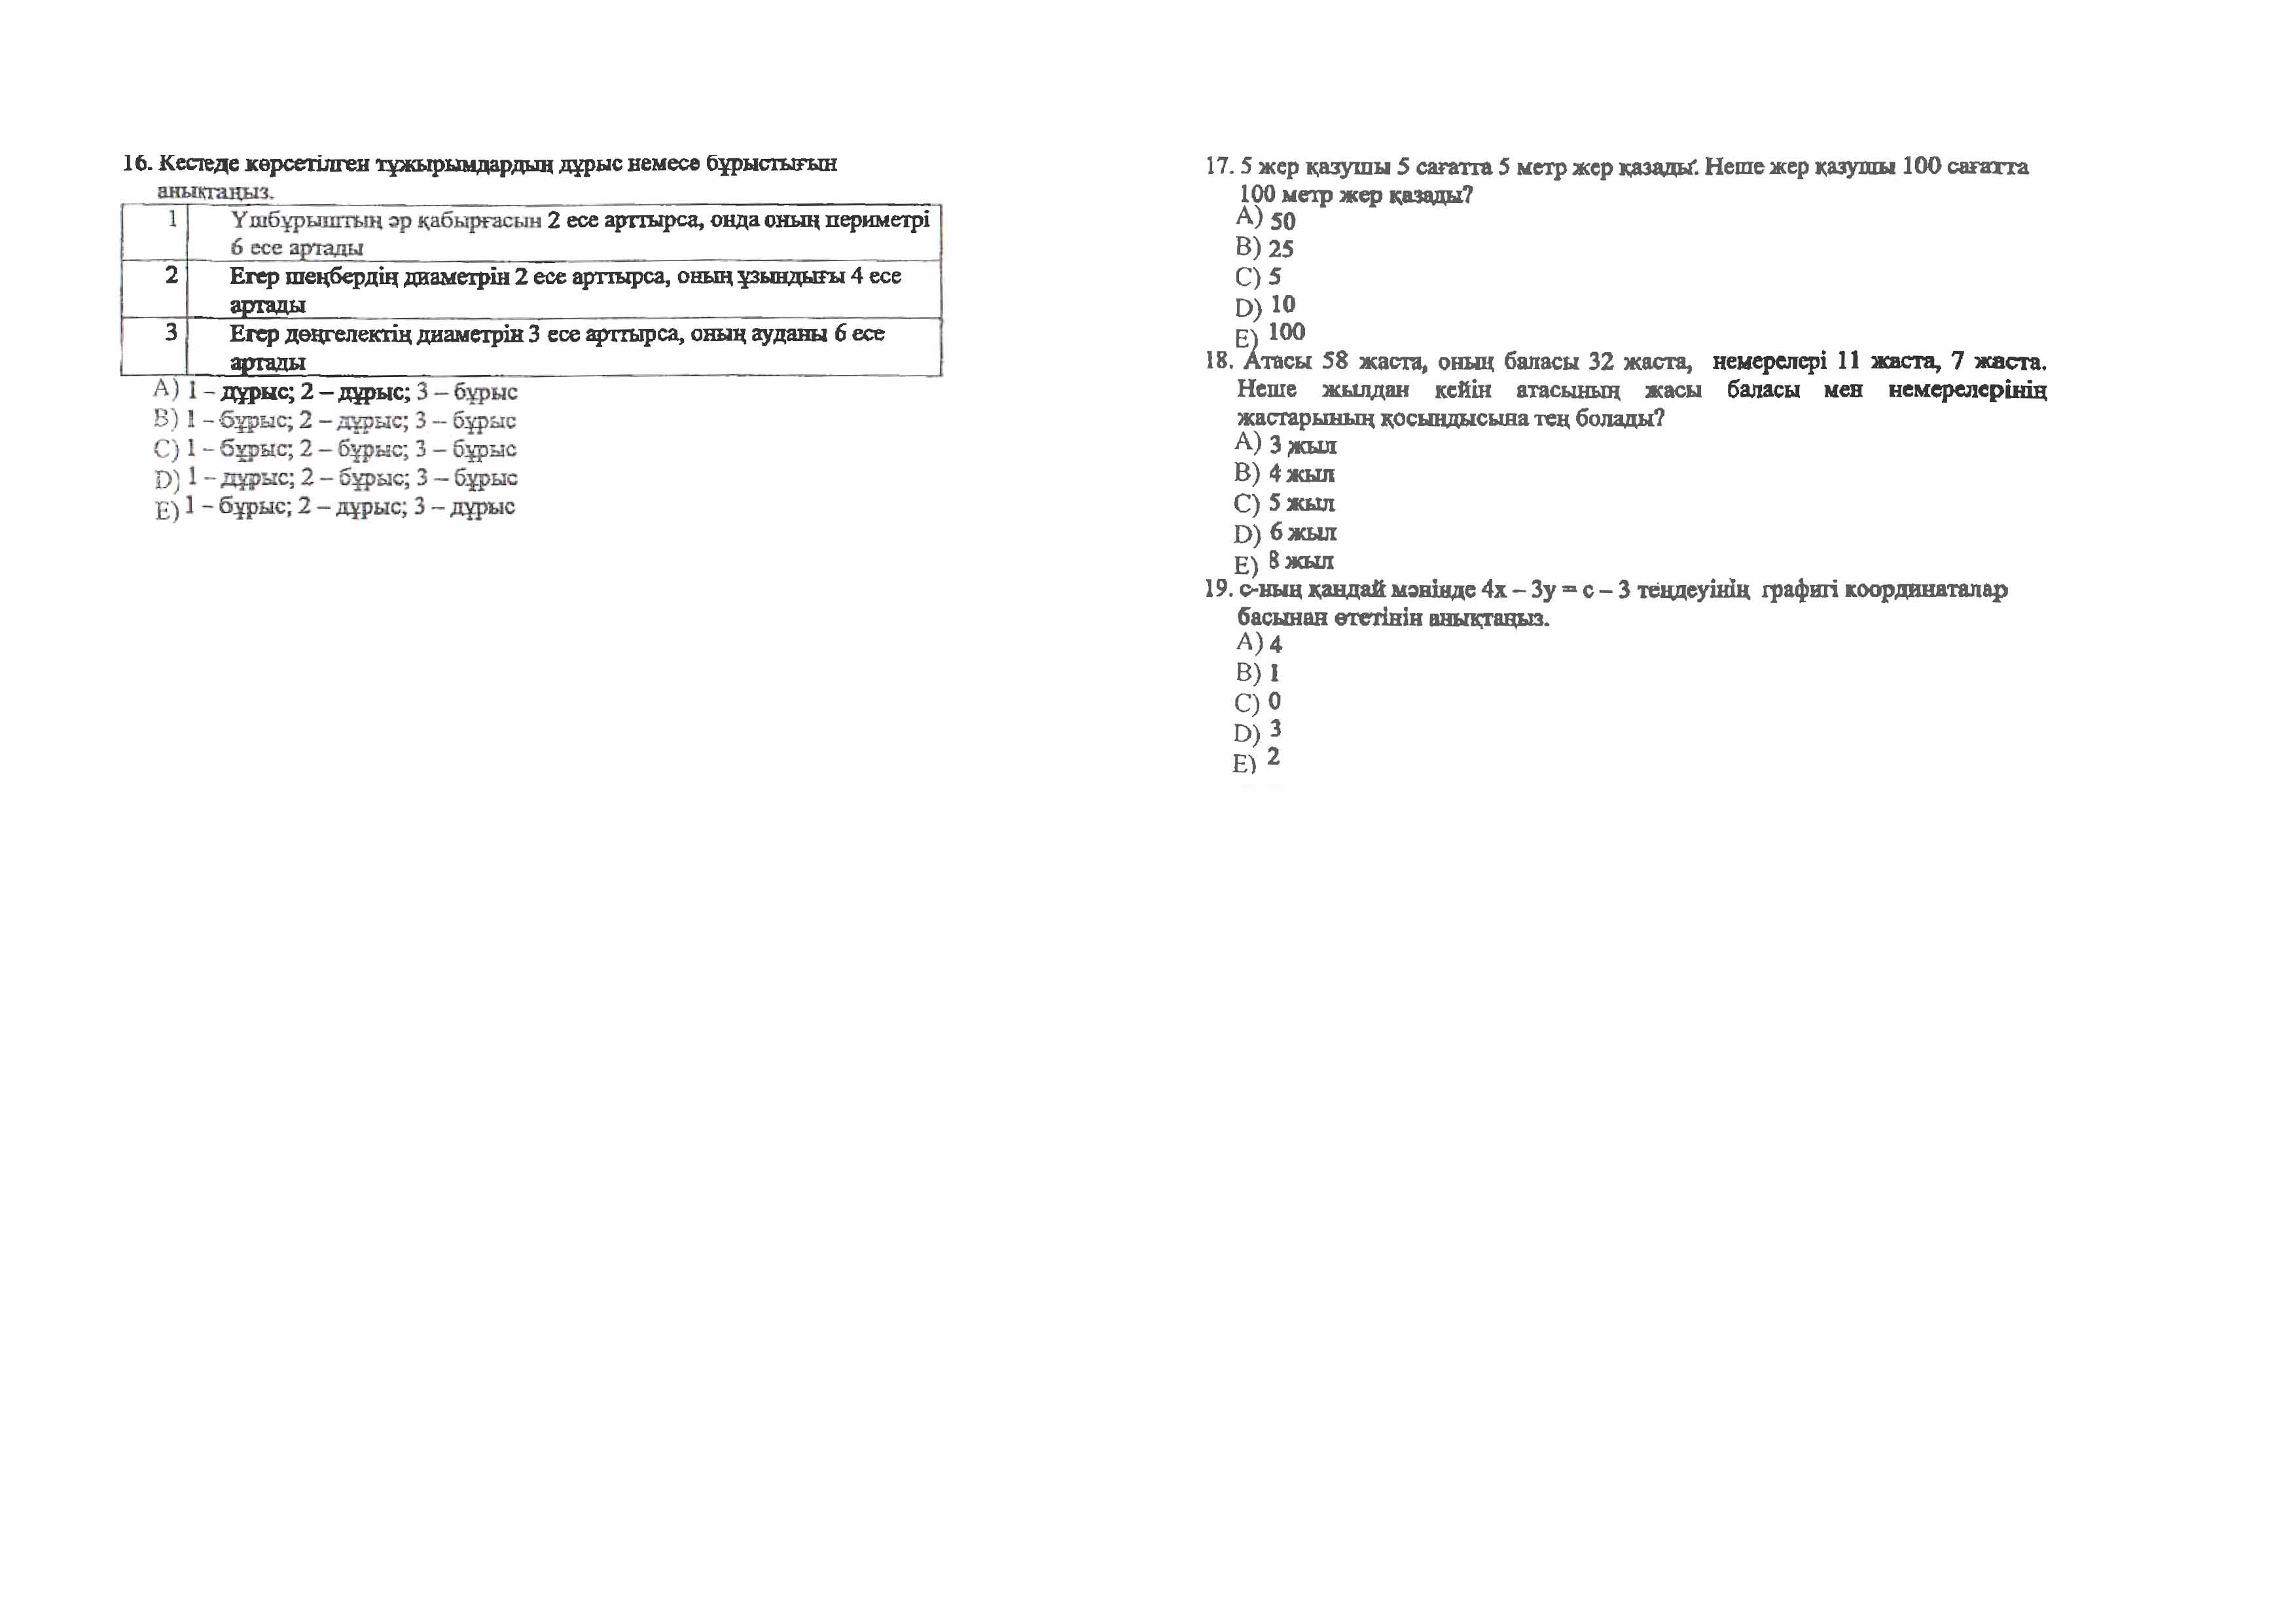 16. Кестеде көрсетілген тұжырымдардың дұрыс немесе бұрыстығын
анықтаңыз.
1 Үшбұрыштың әр қабырғасын 2 есе арттырса, онда оның периметрі
6 есе артады
2 Егер шеңбердің диаметрін 2 есе арттырса, оның ұзындығы 4 есе
артады
3 Егер дөңгелектің диаметрін 3 есе арттырса, оның ауданы 6 есе
артады
A) 1 – дұрыс; 2 – дұрыс; 3 – бұрыс
B) 1 – бұрыс; 2 – дұрыс; 3 – бұрыс
C) 1 – бұрыс; 2 – бұрыс; 3 – бұрыс
D) 1 – дұрыс; 2 – бұрыс; 3 – бұрыс
E) 1 – бұрыс; 2 – дұрыс; 3 – дұрыс
17. 5 жер қазушы 5 сағатта 5 метр жер қазады. Неше жер қазушы 100 сағатта
100 метр жер қазады?
A) 50
B) 25
C) 5
D) 10
E) 100
18. Атасы 58 жаста, оның баласы 32 жаста, немерелері 11 жаста, 7 жаста.
Неше жылдан кейін атасының жасы баласы мен немерелерінің
жастарының қосындысына тең болады?
A) 3 жыл
B) 4 жыл
C) 5 жыл
D) 6 жыл
E) 8 жыл
19. c-ның қандай мәнінде 4x – 3y = c – 3 теңдеуінің графигі координаталар
басынан өтетінін анықтаңыз.
A) 4
B) 1
C) 0
D) 3
E) 2